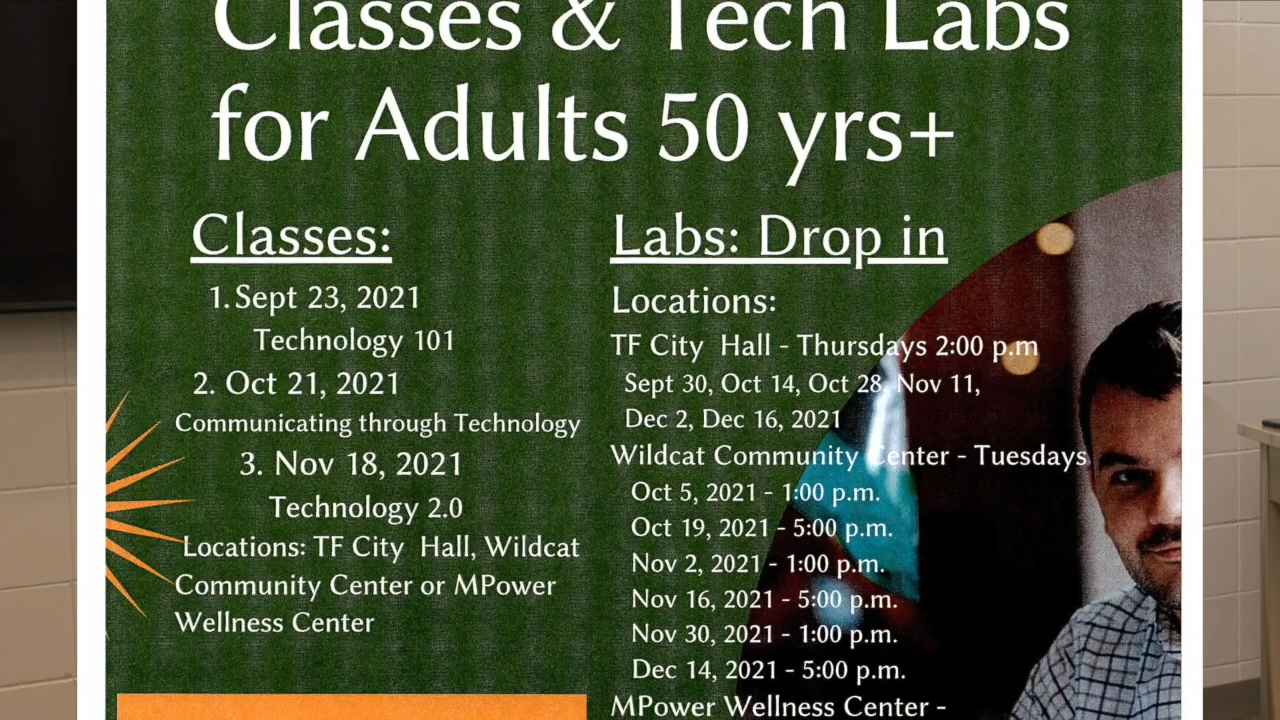 Classes & Tech Labs
for Adults 50 yrs+
Classes:
1. Sept 23, 2021
Technology 101
2. Oct 21, 2021
Communicating through Technology
3. Nov 18, 2021
Technology 2.0
Locations: TF City Hall, Wildcat
Community Center or MPower
Wellness Center
Labs: Drop in
Locations:
TF City Hall - Thursdays 2:00 p.m
Sept 30, Oct 14, Oct 28, Nov 11,
Dec 2, Dec 16, 2021
Wildcat Community Center - Tuesdays
Oct 5, 2021 - 1:00 p.m.
Oct 19, 2021 - 5:00 p.m.
Nov 2, 2021 - 1:00 p.m.
Nov 16, 2021 - 5:00 p.m.
Nov 30, 2021 - 1:00 p.m.
Dec 14, 2021 - 5:00 p.m.
MPower Wellness Center -